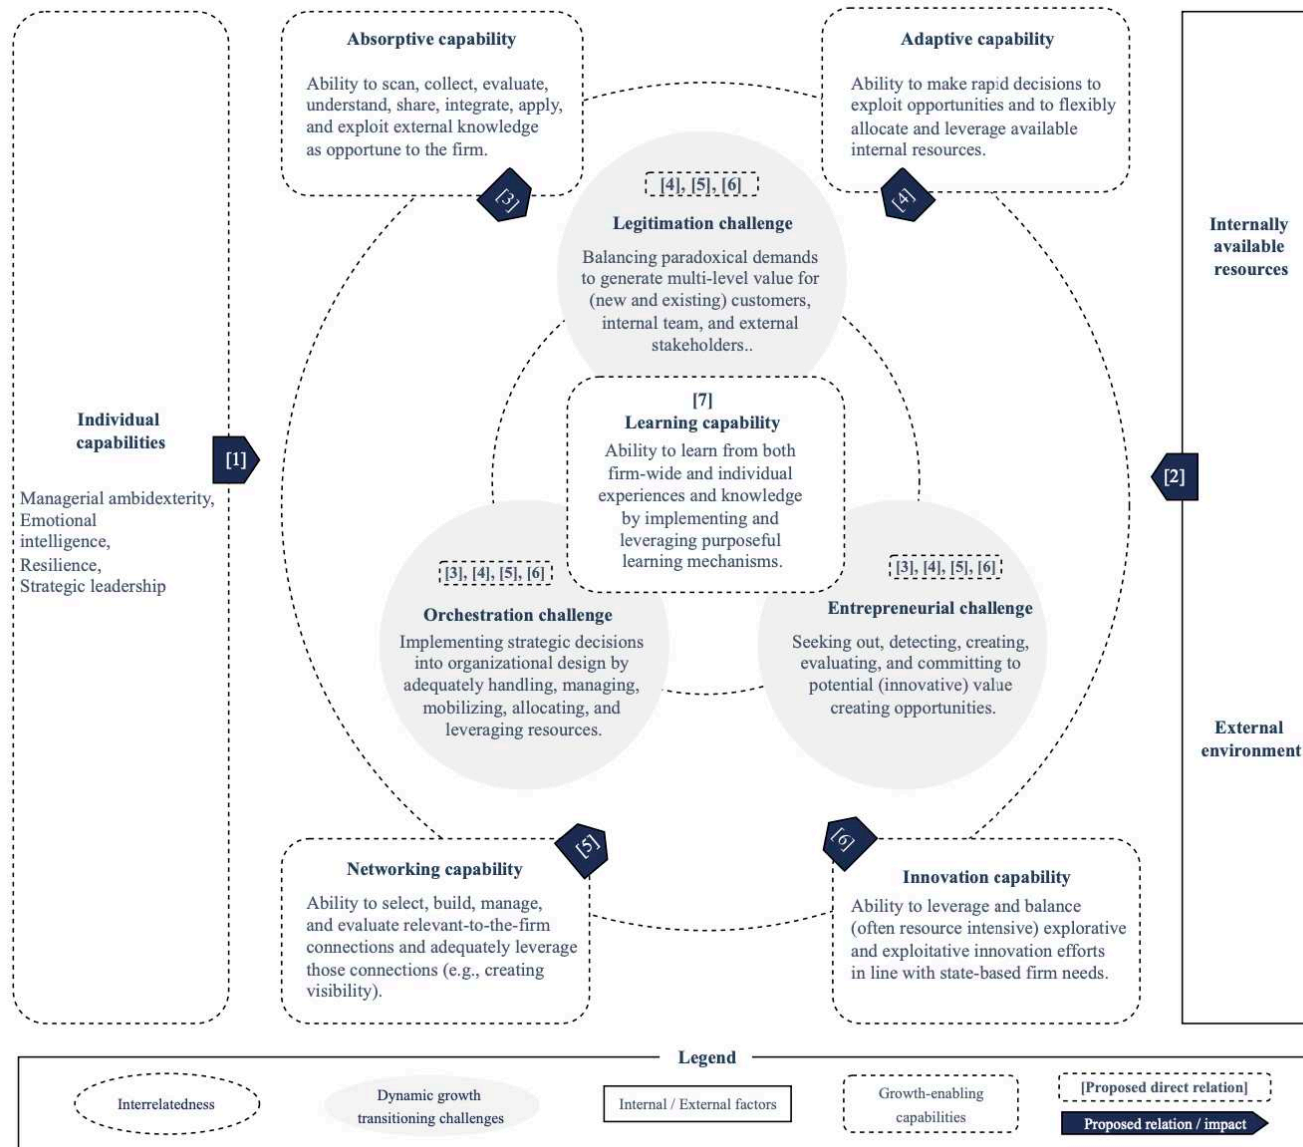 Individual
capabilities
Managerial ambidexterity,
Emotional
intelligence,
Resilience,
Strategic leadership
[1]
Absorptive capability
Ability to scan, collect, evaluate,
understand, share, integrate, apply,
and exploit external knowledge
as opportune to the firm.
[3]
Adaptive capability
Ability to make rapid decisions to
exploit opportunities and to flexibly
allocate and leverage available
internal resources.
[4]
[4], [5], [6]
Legitimation challenge
Balancing paradoxical demands
to generate multi-level value for
(new and existing) customers,
internal team, and external
stakeholders..
[7]
Learning capability
Ability to learn from both
firm-wide and individual
experiences and knowledge
by implementing and
leveraging purposeful
learning mechanisms.
[3], [4], [5], [6]
Orchestration challenge
Implementing strategic decisions
into organizational design by
adequately handling, managing,
mobilizing, allocating, and
leveraging resources.
[3], [4], [5], [6]
Entrepreneurial challenge
Seeking out, detecting, creating,
evaluating, and committing to
potential (innovative) value
creating opportunities.
[5]
Networking capability
Ability to select, build, manage,
and evaluate relevant-to-the-firm
connections and adequately leverage
those connections (e.g., creating
visibility).
[6]
Innovation capability
Ability to leverage and balance
(often resource intensive) explorative
and exploitative innovation efforts
in line with state-based firm needs.
Internally
available
resources
[2]
External
environment
Legend
Interrelatedness
Dynamic growth
transitioning challenges
Internal / External factors
Growth-enabling
capabilities
[Proposed direct relation]
Proposed relation / impact